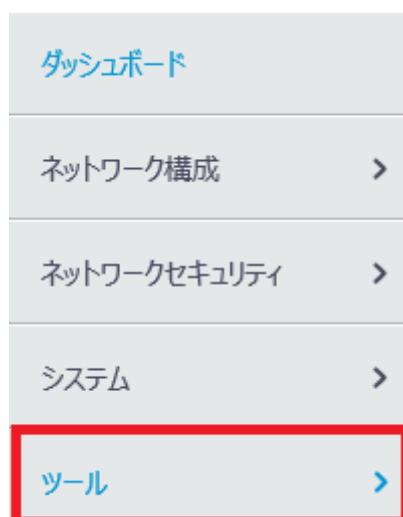 ダッシュボード
ネットワーク構成
ネットワークセキュリティ
システム
ツール